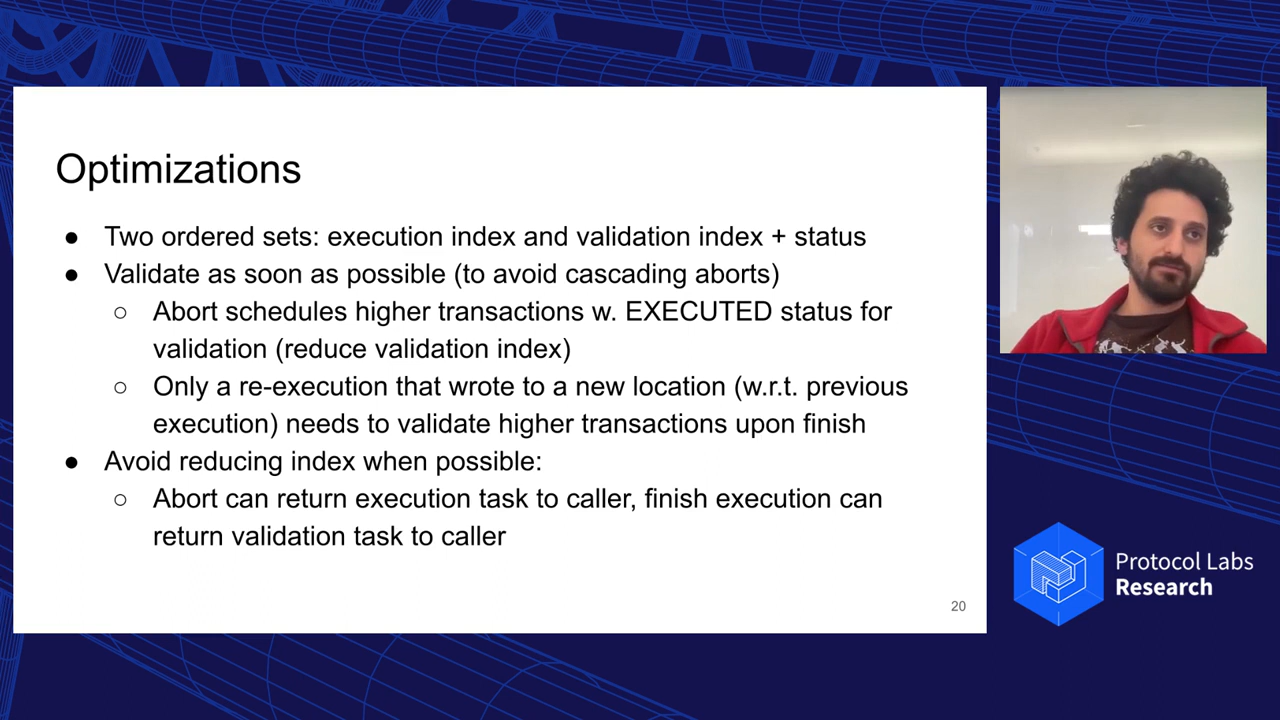 Optimizations
● Two ordered sets: execution index and validation index + status
● Validate as soon as possible (to avoid cascading aborts)
○ Abort schedules higher transactions w. EXECUTED status for
validation (reduce validation index)
○ Only a re-execution that wrote to a new location (w.r.t. previous
execution) needs to validate higher transactions upon finish
● Avoid reducing index when possible:
○ Abort can return execution task to caller, finish execution can
return validation task to caller
20
Protocol Labs
Research